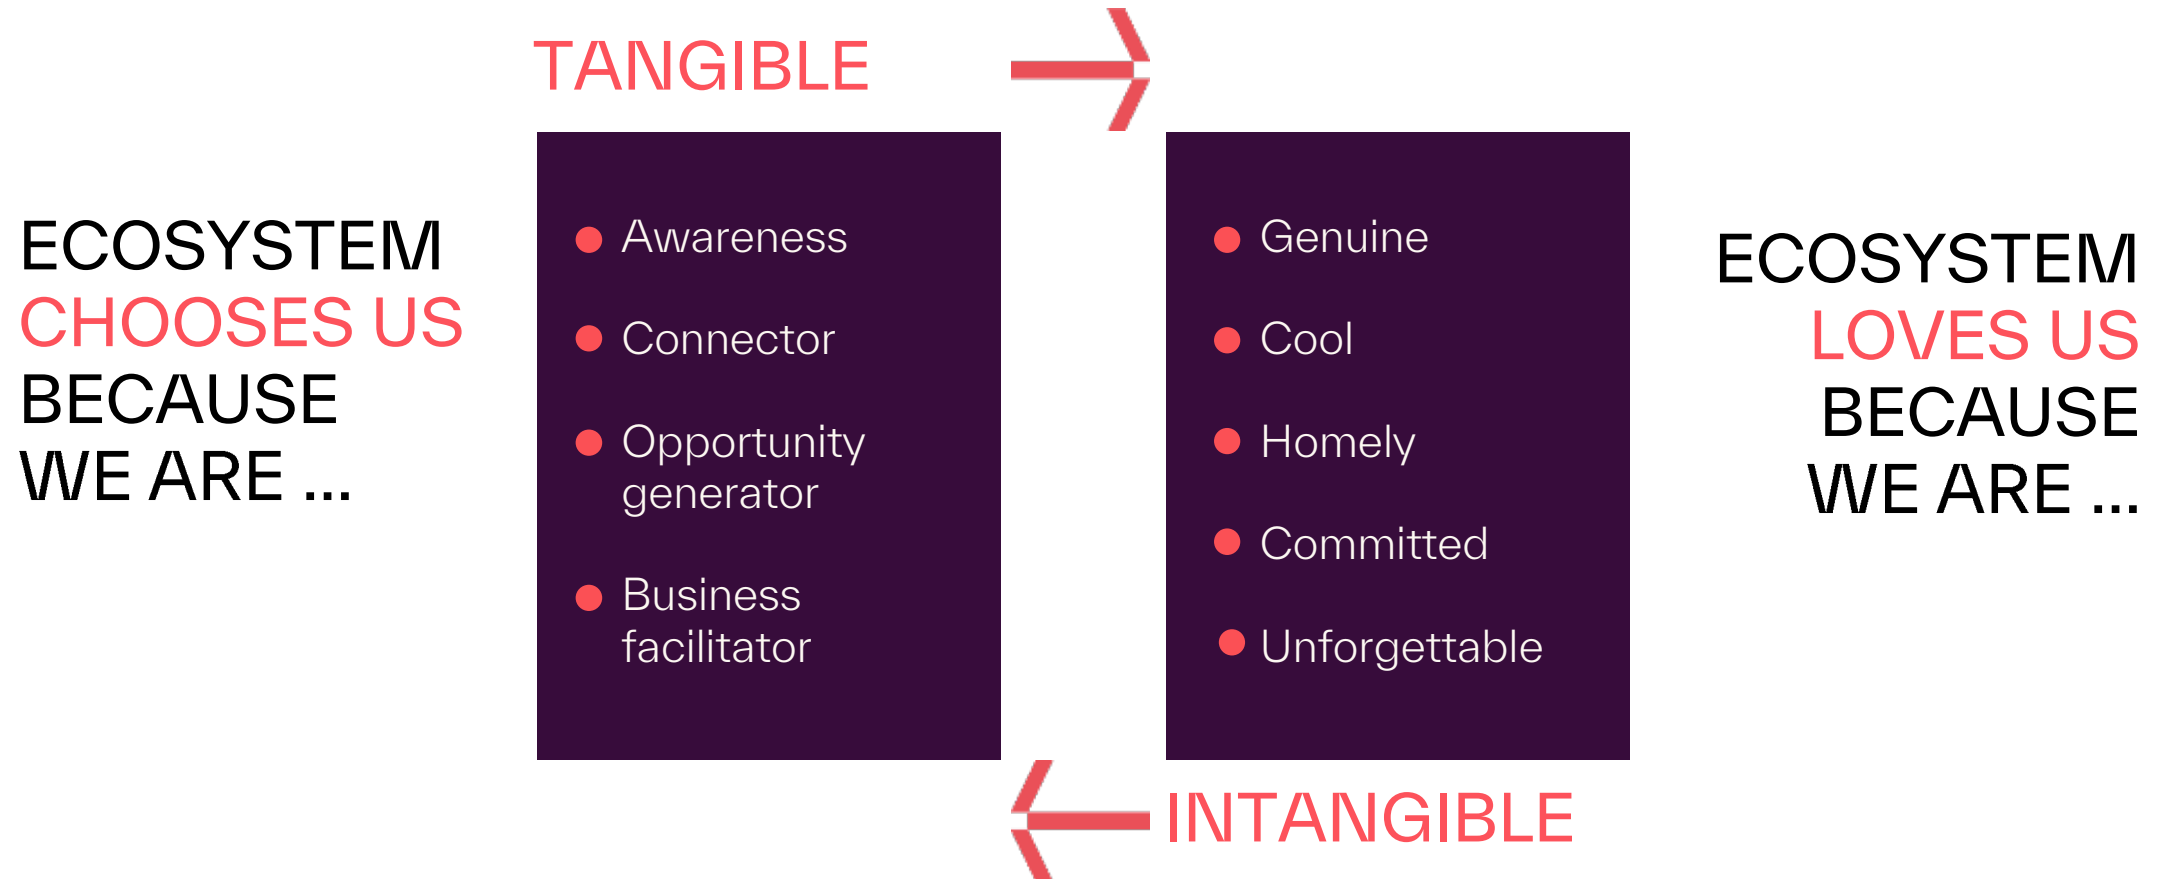 TANGIBLE
ECOSYSTEM
CHOOSES US
BECAUSE
WE ARE ...
Awareness
Connector
Opportunity
generator
Business
facilitator
Genuine
Cool
Homely
Committed
Unforgettable
ECOSYSTEM
LOVES US
BECAUSE
WE ARE ...
INTANGIBLE